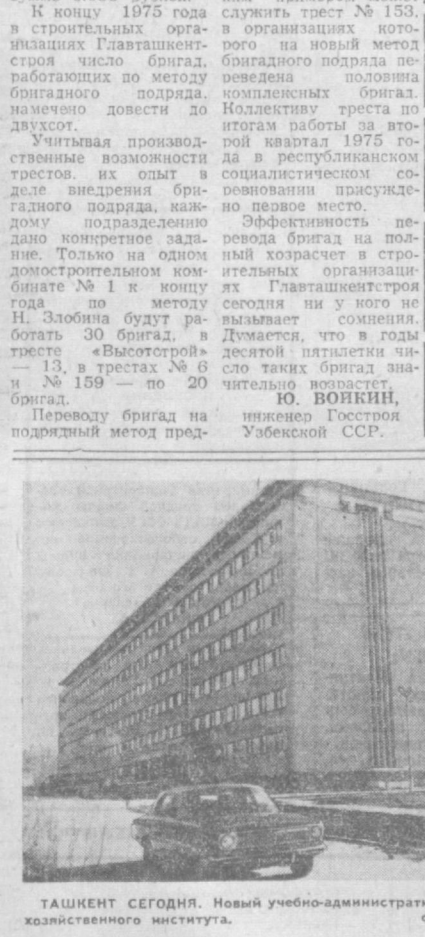 К концу 1975 года
в строительных орга-
низациях Главташкент-
строя число бригад,
работающих по методу
бригадного подряда,
намечено довести до
двухсот.
Учитывая производ-
ственные возможности
трестов, их опыт в
деле внедрения бри-
гадного подряда, каж-
дому подразделению
дано конкретное зада-
ние. Только на одном
домостроительном ком-
бинате № 1 к концу
года по методу
Н. Злобина будут ра-
ботать 30 бригад, в
тресте «Высотстрой»
— 13, в трестах № 6
и № 159 — по 20
бригад.
Переводу бригад на
подрядный метод пред-
служить трест № 153,
в организациях кото-
рого на новый метод
бригадного подряда пе-
реведена половина
комплексных бригад.
Коллективу треста по
итогам работы за вто-
рой квартал 1975 го-
да в республиканском
социалистическом со-
ревновании присужде-
но первое место.
Эффективность пе-
ревода бригад на пол-
ный хозрасчет в стро-
ительных организаци-
ях Главташкентстроя
сегодня ни у кого не
вызывает сомнения.
Думается, что в годы
десятой пятилетки чи-
сло таких бригад зна-
чительно возрастет.
Ю. ВОЙКИН,
инженер Госстроя
Узбекской ССР.
ТАШКЕНТ СЕГОДНЯ. Новый учебно-административ
хозяйственного института.